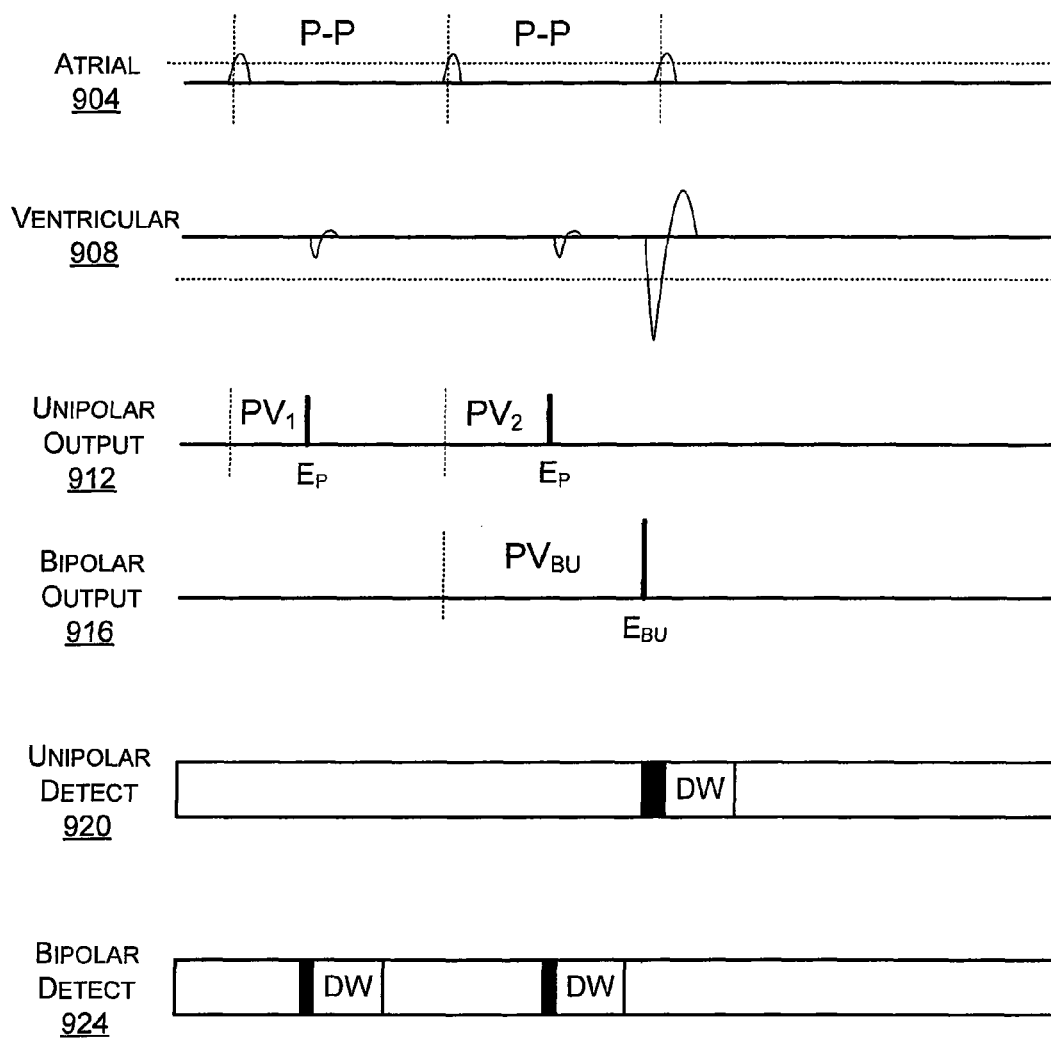 P-P P-P
ATRIAL
904
VENTRICULAR
908
UNIPOLAR
OUTPUT
912
PV1 PV2
EP EP
BIPOLAR
OUTPUT
916
PVBU
EBU
UNIPOLAR
DETECT
920
DW
BIPOLAR
DETECT
924
DW DW